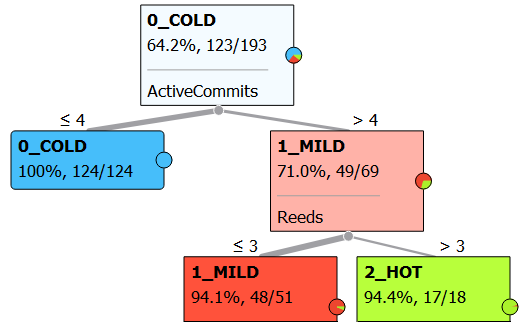 0_COLD
64.2%, 123/193
ActiveCommits
≤ 4
> 4
0_COLD
100%, 124/124
1_MILD
71.0%, 49/69
Reeds
≤ 3
> 3
1_MILD
94.1%, 48/51
2_HOT
94.4%, 17/18